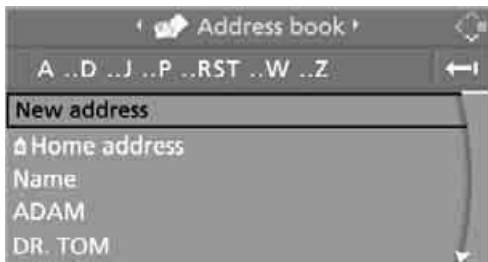 Address book
A ..D ..J ..P ..RST ..W ..Z
New address
Home address
Name
ADAM
DR. TOM